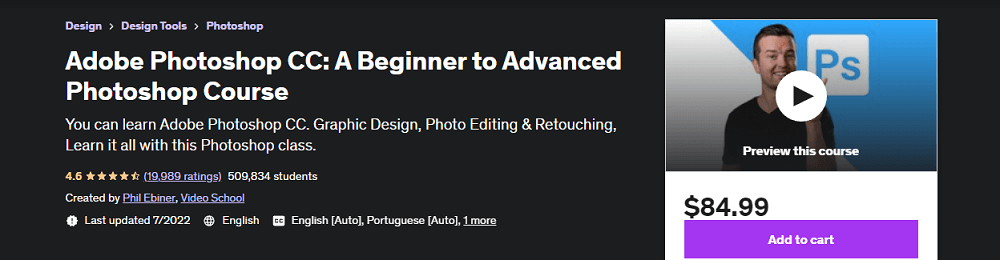 Design > Design Tools > Photoshop
Adobe Photoshop CC: A Beginner to Advanced
Photoshop Course
You can learn Adobe Photoshop CC. Graphic Design, Photo Editing & Retouching,
Learn it all with this Photoshop class.
4.6 (19,989 ratings) 509,834 students
Created by Phil Ebiner, Video School
Last updated 7/2022 English CC English [Auto], Portuguese [Auto], 1 more
Ps
Preview this course
$84.99
Add to cart